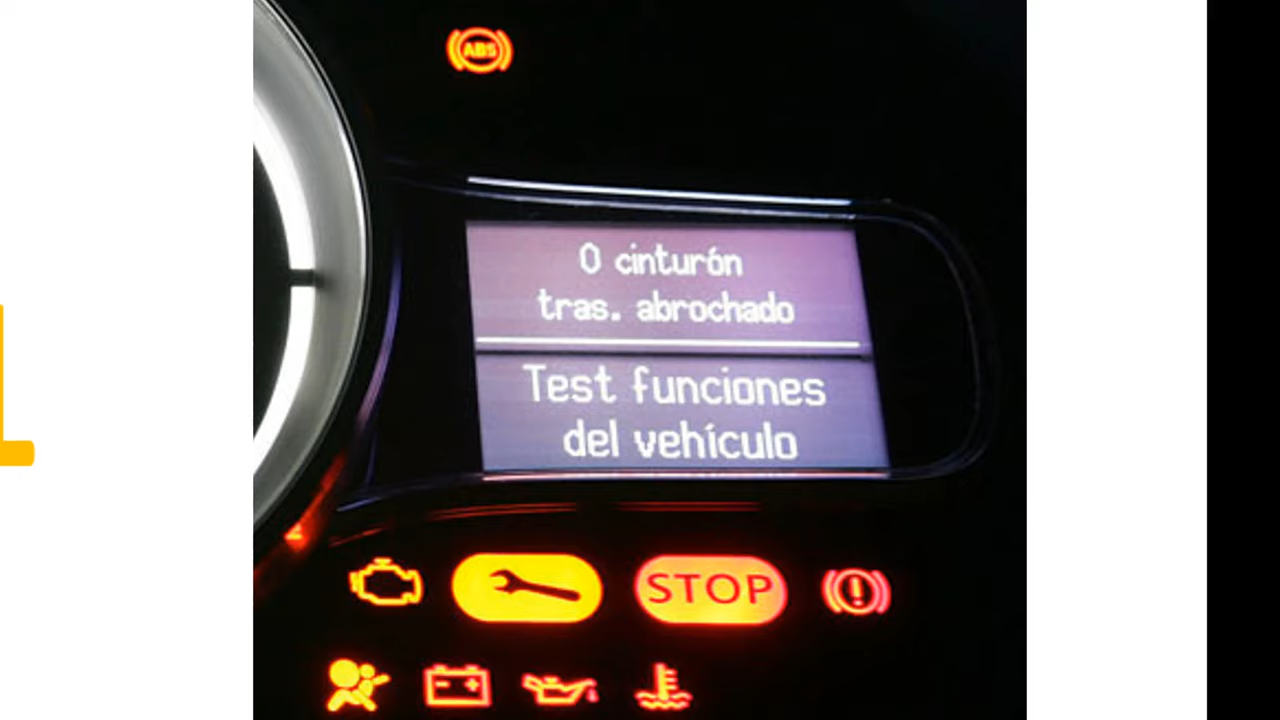 ABS
0 cinturón
tras. abrochado
Test funciones
del vehículo
STOP